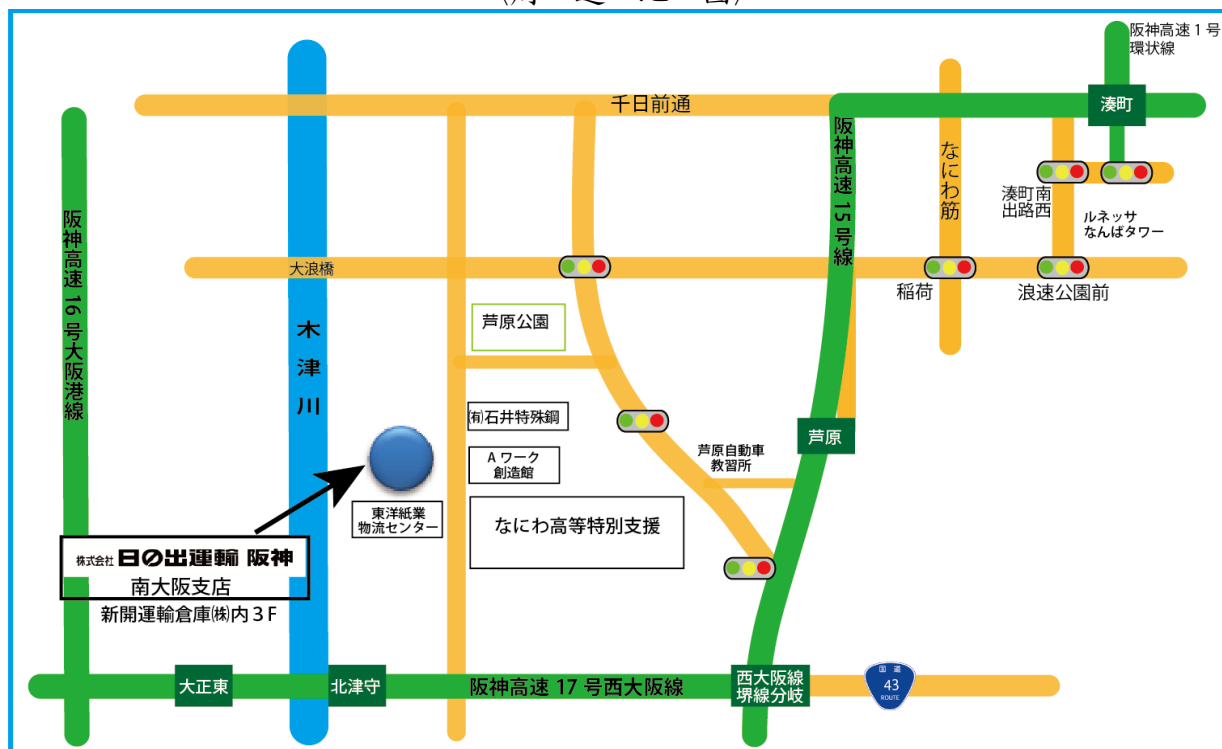 (付 近 地 図)
阪神高速1号
環状線
千日前通
湊町
阪神高速15号線
なにわ筋
湊町南
出路西
ルネッサ
なんばタワー
阪神高速16号大阪港線
大浪橋
稲荷
浪速公園前
木津川
芦原公園
㈲石井特殊鋼
芦原
Aワーク
創造館
芦原自動車
教習所
東洋紙業
物流センター
なにわ高等特別支援
株式会社 日の出運輸 阪神
南大阪支店
新開運輸倉庫㈱内3F
大正東
北津守
阪神高速17号西大阪線
西大阪線
堺線分岐
国道
43
ROUTE